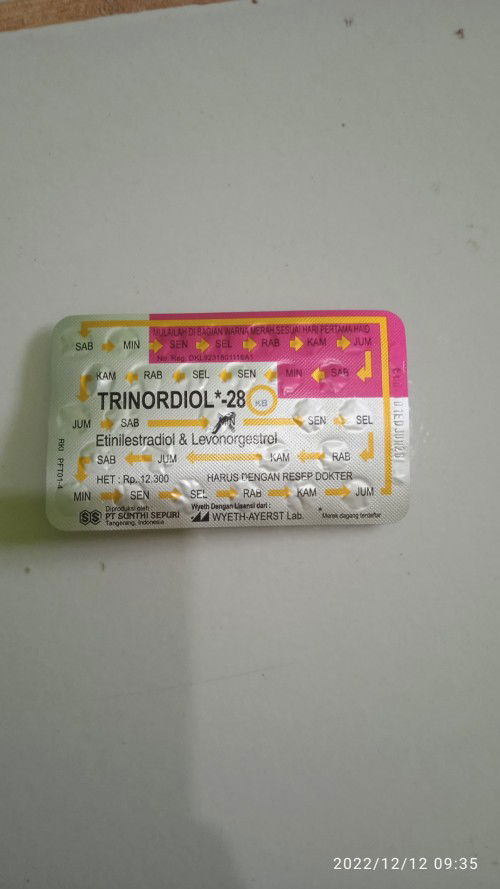 MULAILAH DI BAGIAN WARNA MERAH SESUAI HARI PERTAMA HAID
SAB MIN SEN SEL RAB KAM JUM
No. Reg. DKL9231801116A1
KAM RAB SEL SEN MIN SAB
TRINORDIOL*-28 KB
JUM SAB SEN SEL
Etinilestradiol & Levonorgestrol
SAB JUM KAM RAB
HET : Rp. 12.300 HARUS DENGAN RESEP DOKTER
MIN SEN SEL RAB KAM JUM
Diproduksi oleh :
PT SUNTHI SEPURI
Tangerang, Indonesia
Wyeth Dengan Lisensi dari :
WYETH-AYERST Lab.
Merek dagang terdaftar
2022/12/12 09:35